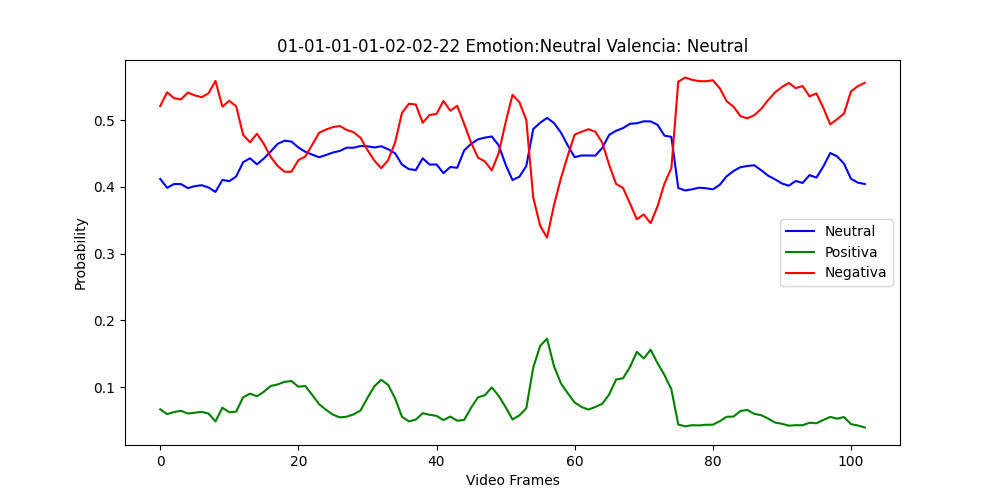 01-01-01-01-02-02-22 Emotion:Neutral Valencia: Neutral
Probability
0.5
0.4
0.3
0.2
0.1
Neutral
Positiva
Negativa
0 20 40 60 80 100
Video Frames